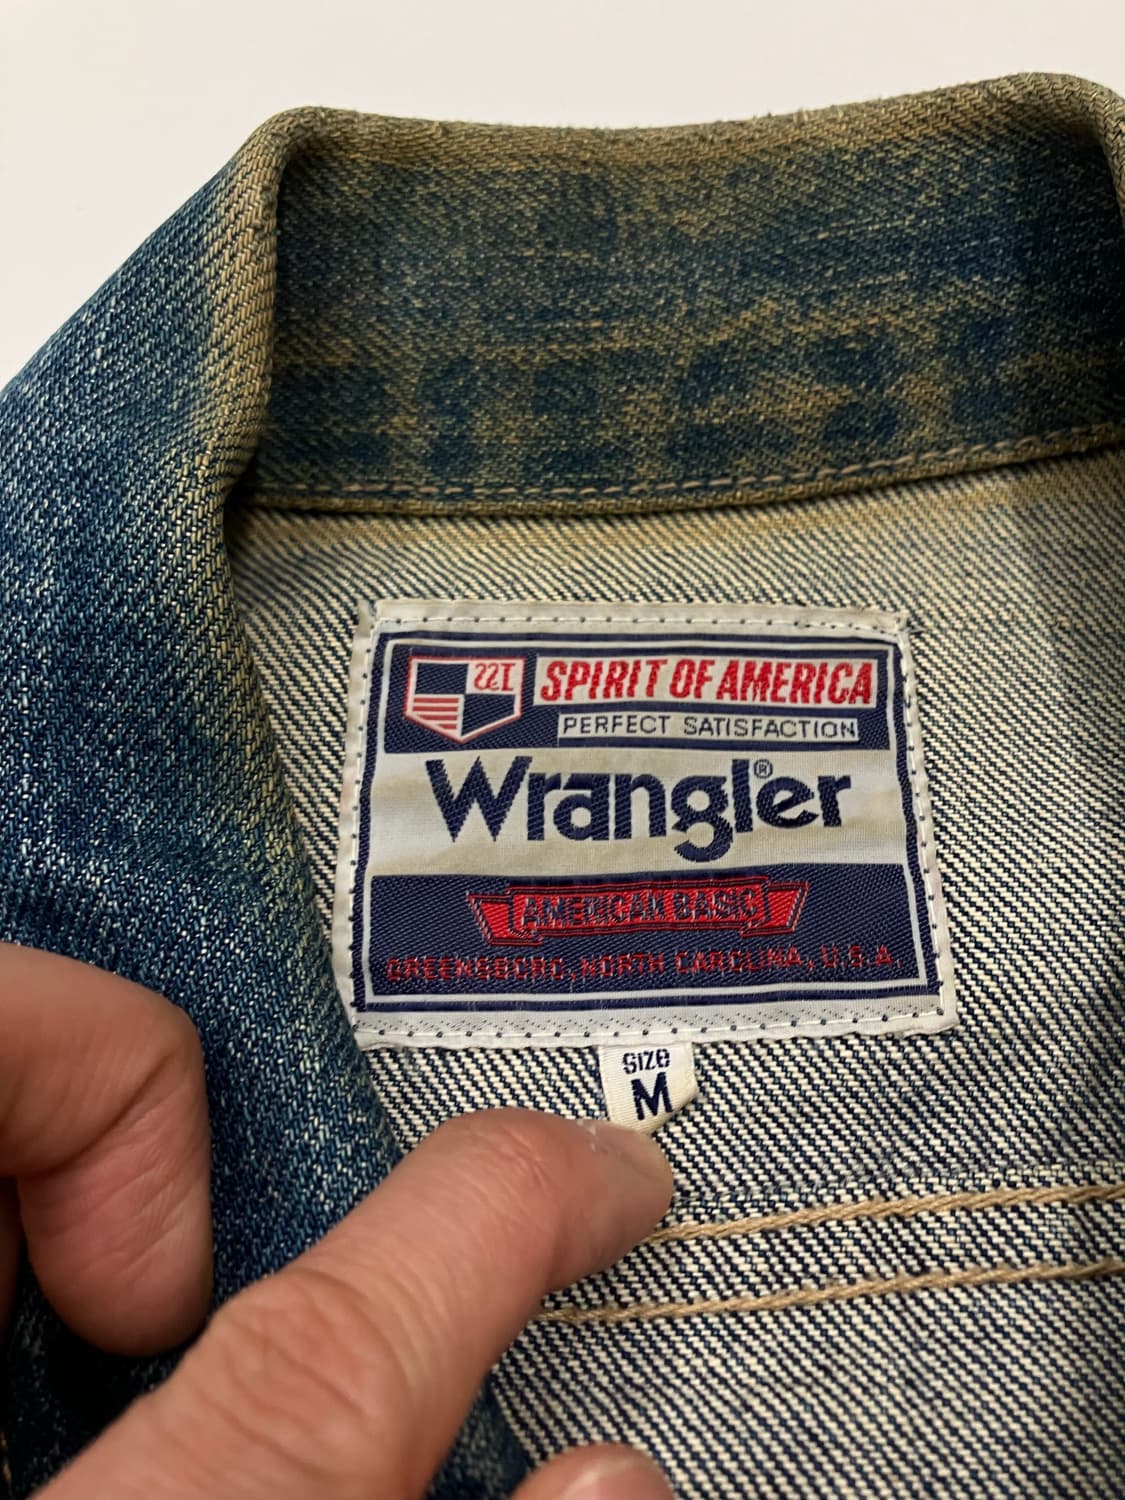 SPIRIT OF AMERICA
PERFECT SATISFACTION
Wrangler®
AMERICAN BASIC
GREENSBORO, NORTH CAROLINA, U.S.A.
SIZE
M